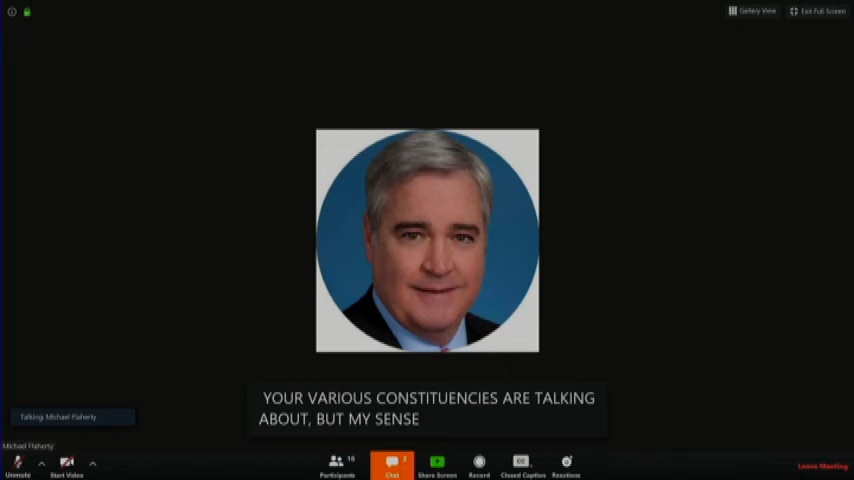 Gallery View
Exit Full Screen
YOUR VARIOUS CONSTITUENCIES ARE TALKING
ABOUT, BUT MY SENSE
Talking: Michael Flaherty
Michael Flaherty
16
2
CC
Unmute
Start Video
Participants
Chat
Share Screen
Record
Closed Caption
Reactions
Leave Meeting